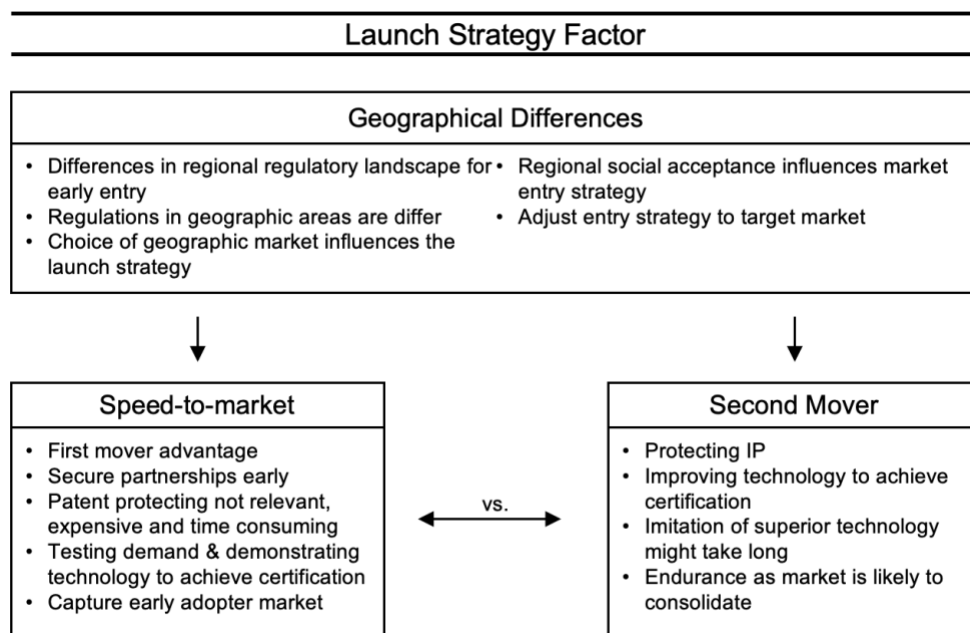 Launch Strategy Factor
Geographical Differences
• Differences in regional regulatory landscape for
early entry
• Regulations in geographic areas are differ
• Choice of geographic market influences the
launch strategy
• Regional social acceptance influences market
entry strategy
• Adjust entry strategy to target market
Speed-to-market
• First mover advantage
• Secure partnerships early
• Patent protecting not relevant,
expensive and time consuming
• Testing demand & demonstrating
technology to achieve certification
• Capture early adopter market
vs.
Second Mover
• Protecting IP
• Improving technology to achieve
certification
• Imitation of superior technology
might take long
• Endurance as market is likely to
consolidate